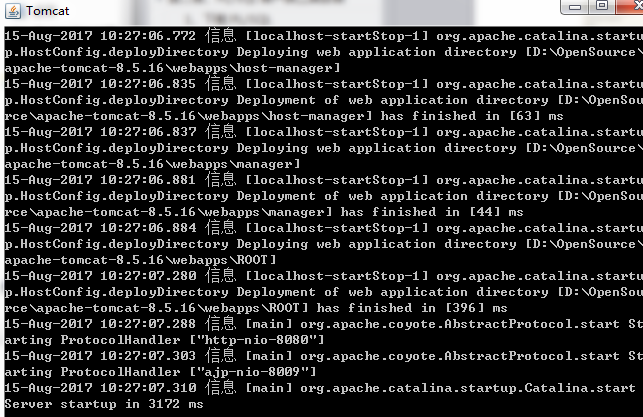 Tomcat
15-Aug-2017 10:27:06.772 信息 [localhost-startStop-1] org.apache.catalina.startu
p.HostConfig.deployDirectory Deploying web application directory [D:\OpenSource\
apache-tomcat-8.5.16\webapps\host-manager]
15-Aug-2017 10:27:06.835 信息 [localhost-startStop-1] org.apache.catalina.startu
p.HostConfig.deployDirectory Deployment of web application directory [D:\OpenSou
rce\apache-tomcat-8.5.16\webapps\host-manager] has finished in [63] ms
15-Aug-2017 10:27:06.837 信息 [localhost-startStop-1] org.apache.catalina.startu
p.HostConfig.deployDirectory Deploying web application directory [D:\OpenSource\
apache-tomcat-8.5.16\webapps\manager]
15-Aug-2017 10:27:06.881 信息 [localhost-startStop-1] org.apache.catalina.startu
p.HostConfig.deployDirectory Deployment of web application directory [D:\OpenSou
rce\apache-tomcat-8.5.16\webapps\manager] has finished in [44] ms
15-Aug-2017 10:27:06.884 信息 [localhost-startStop-1] org.apache.catalina.startu
p.HostConfig.deployDirectory Deploying web application directory [D:\OpenSource\
apache-tomcat-8.5.16\webapps\ROOT]
15-Aug-2017 10:27:07.280 信息 [localhost-startStop-1] org.apache.catalina.startu
p.HostConfig.deployDirectory Deployment of web application directory [D:\OpenSou
rce\apache-tomcat-8.5.16\webapps\ROOT] has finished in [396] ms
15-Aug-2017 10:27:07.288 信息 [main] org.apache.coyote.AbstractProtocol.start St
arting ProtocolHandler ["http-nio-8080"]
15-Aug-2017 10:27:07.303 信息 [main] org.apache.coyote.AbstractProtocol.start St
arting ProtocolHandler ["ajp-nio-8009"]
15-Aug-2017 10:27:07.310 信息 [main] org.apache.catalina.startup.Catalina.start
Server startup in 3172 ms